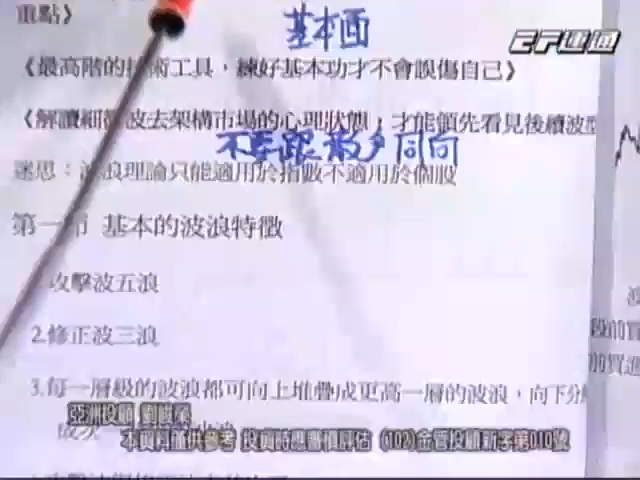 重點》
基本面
EF 建通
《最高階的技術工具，練好基本功才不會誤傷自己》
《解讀細微波去架構市場的心理狀態；才能領先看見後續波型
不要跟散戶同向
迷思：波浪理論只能適用於指數不適用於個股
第一節 基本的波浪特徵
攻擊波五浪
2.修正波三浪
3.每一層級的波浪都可向上堆疊成更高一層的波浪，向下分
亞洲投顧
本資料僅供參考 投資時應審慎評估 (102)金管投顧新字第010號